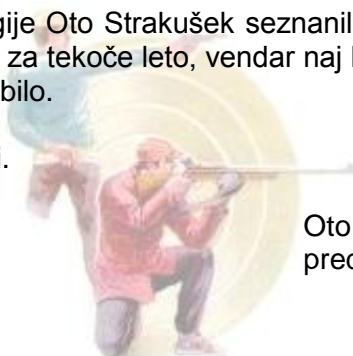 gije Oto Strakušek seznanil
za tekoče leto, vendar naj
bilo.
i.
Oto
pred